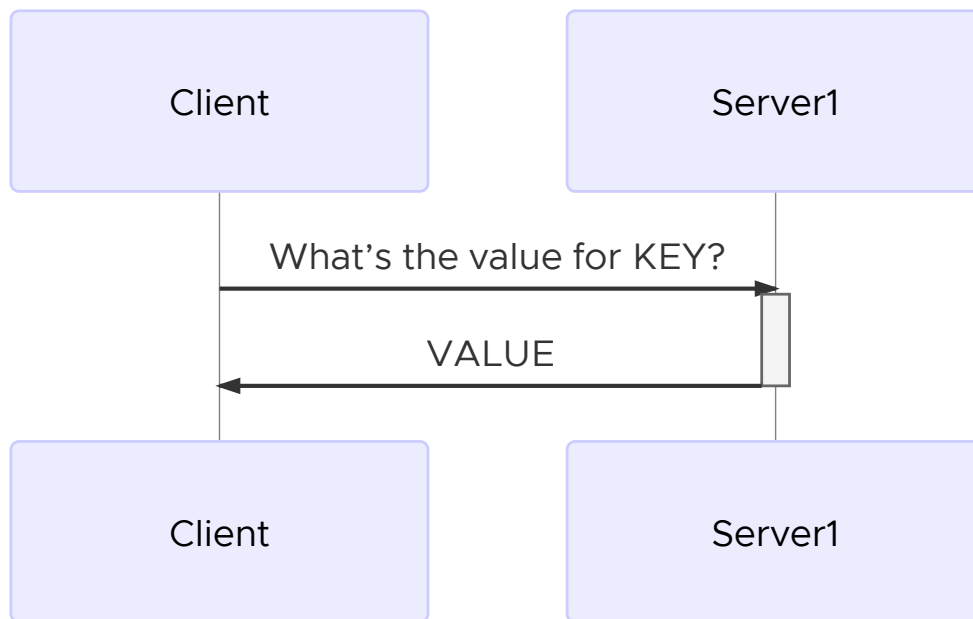 Client
Server1
What’s the value for KEY?
VALUE
Client
Server1